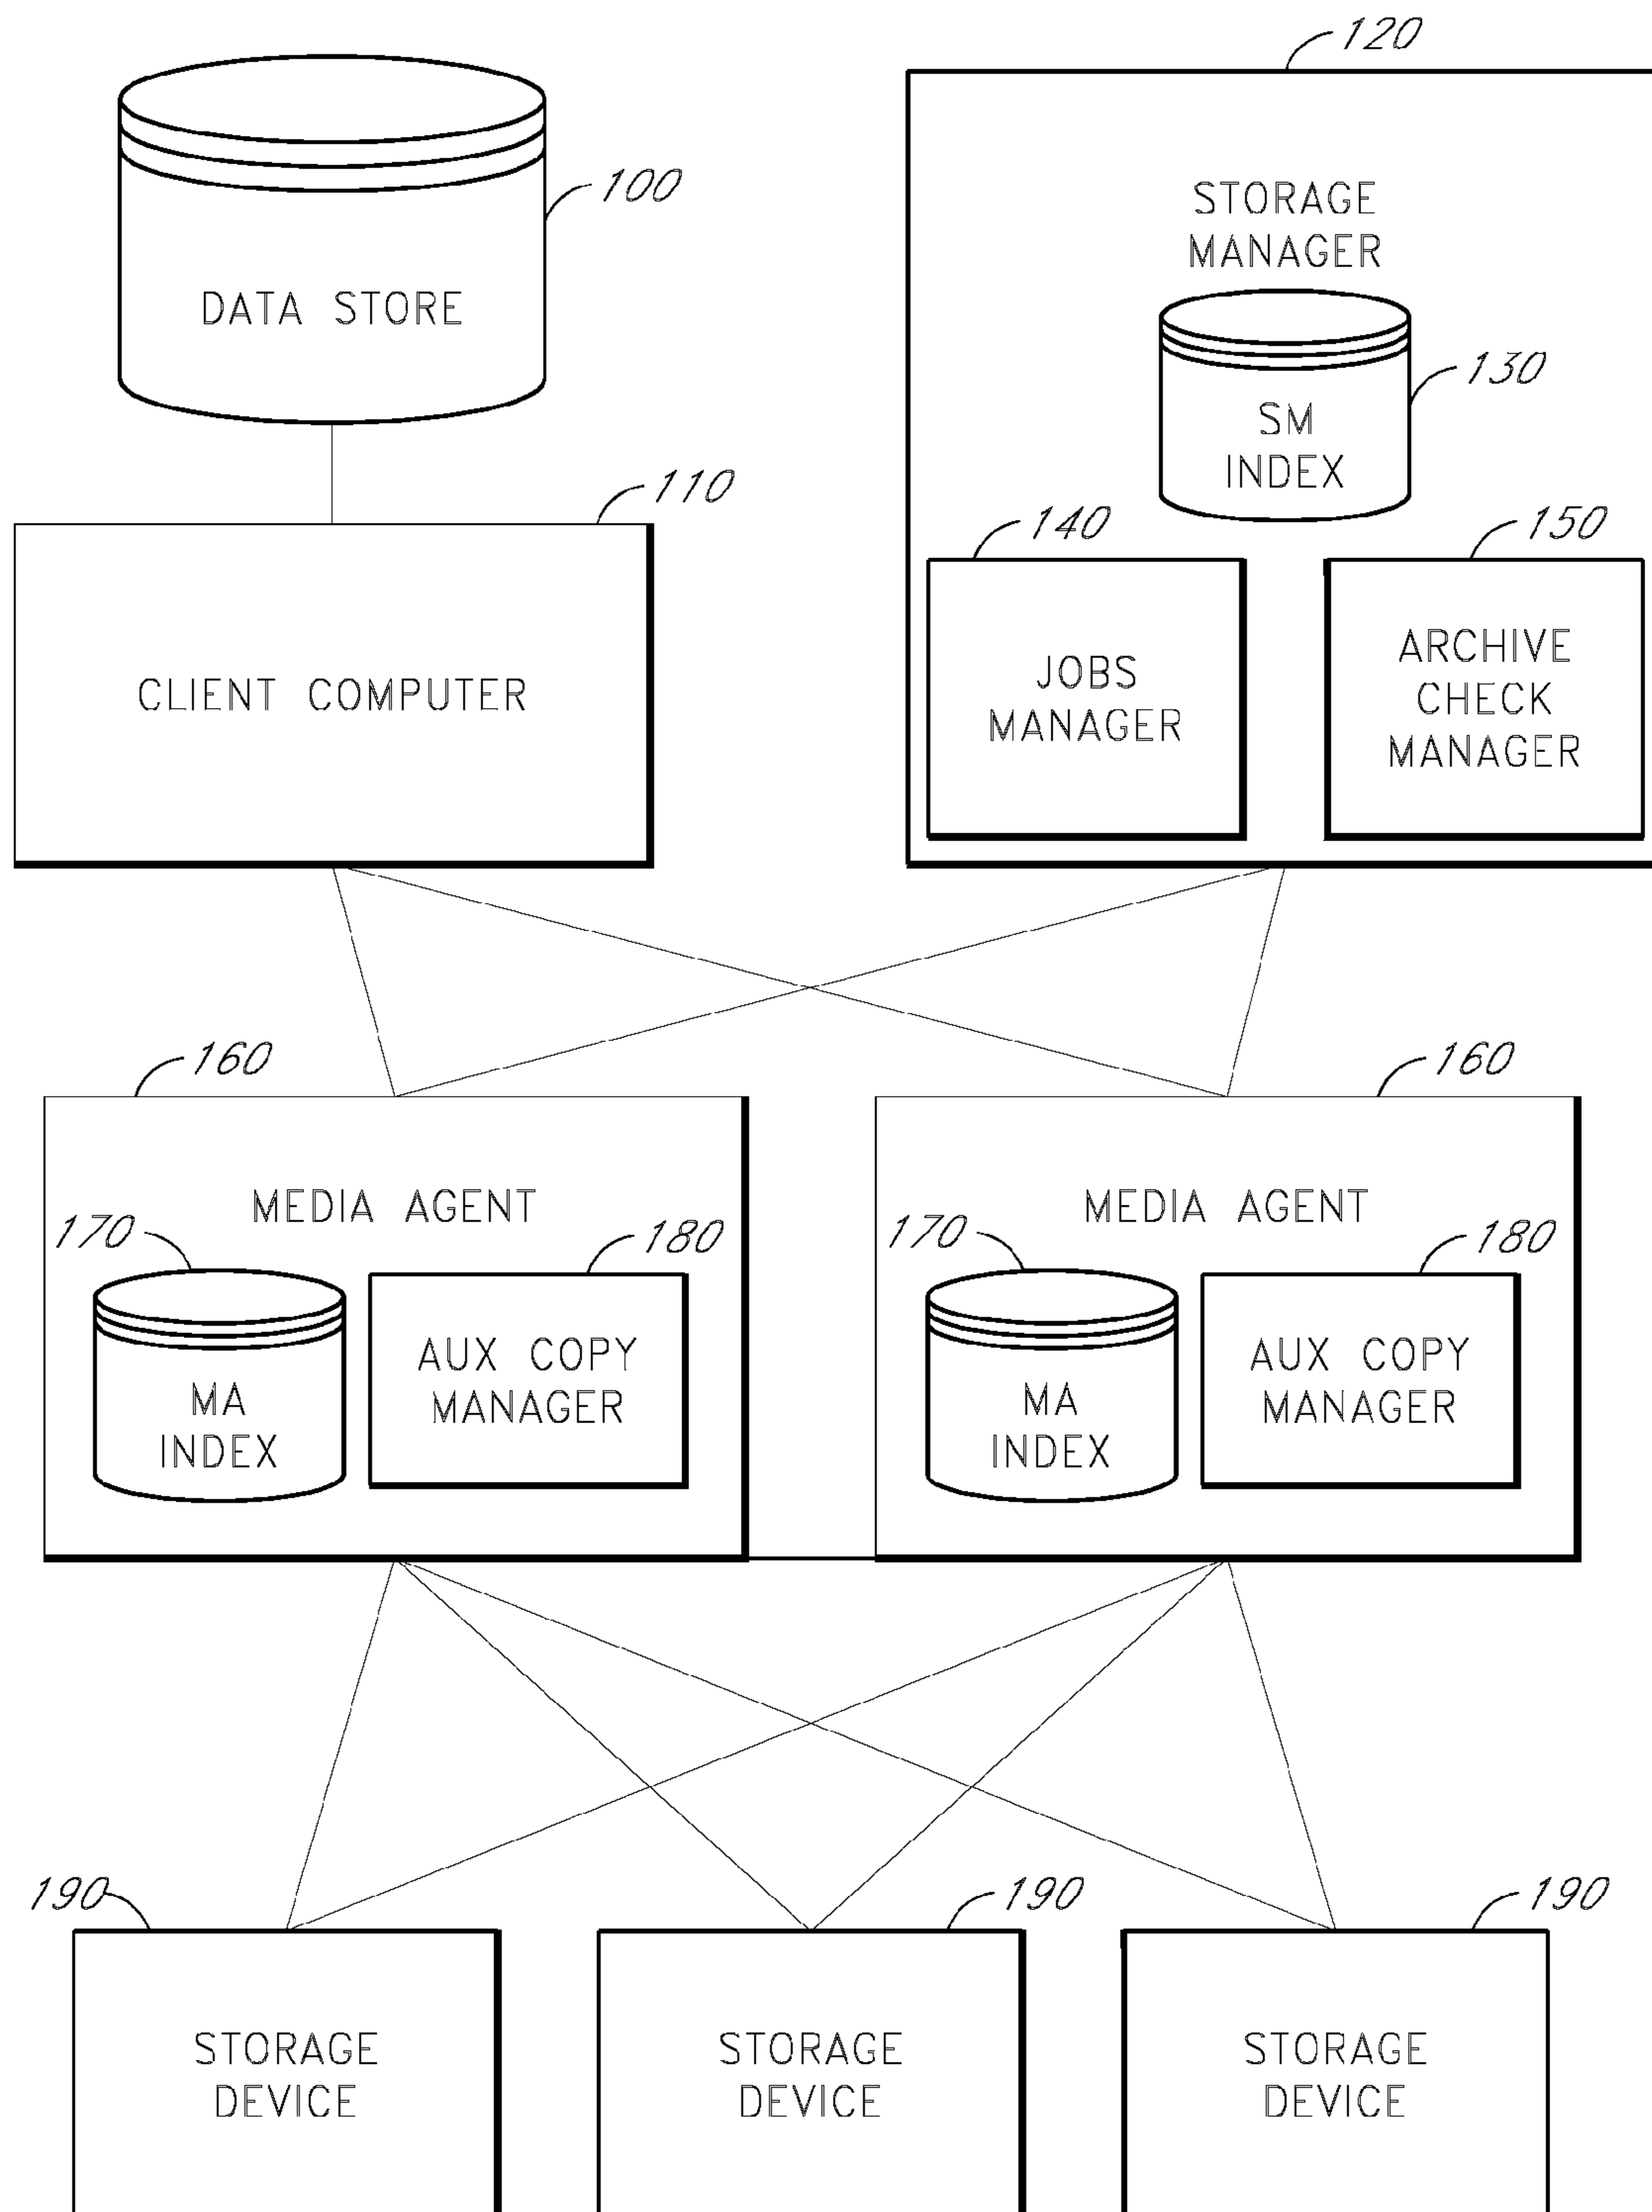 120
100
STORAGE
MANAGER
DATA STORE
130
SM
INDEX
110
140
150
CLIENT COMPUTER
JOBS
MANAGER
ARCHIVE
CHECK
MANAGER
160
160
MEDIA AGENT
MEDIA AGENT
170
180
170
180
MA
INDEX
AUX COPY
MANAGER
MA
INDEX
AUX COPY
MANAGER
190
190
190
STORAGE
DEVICE
STORAGE
DEVICE
STORAGE
DEVICE